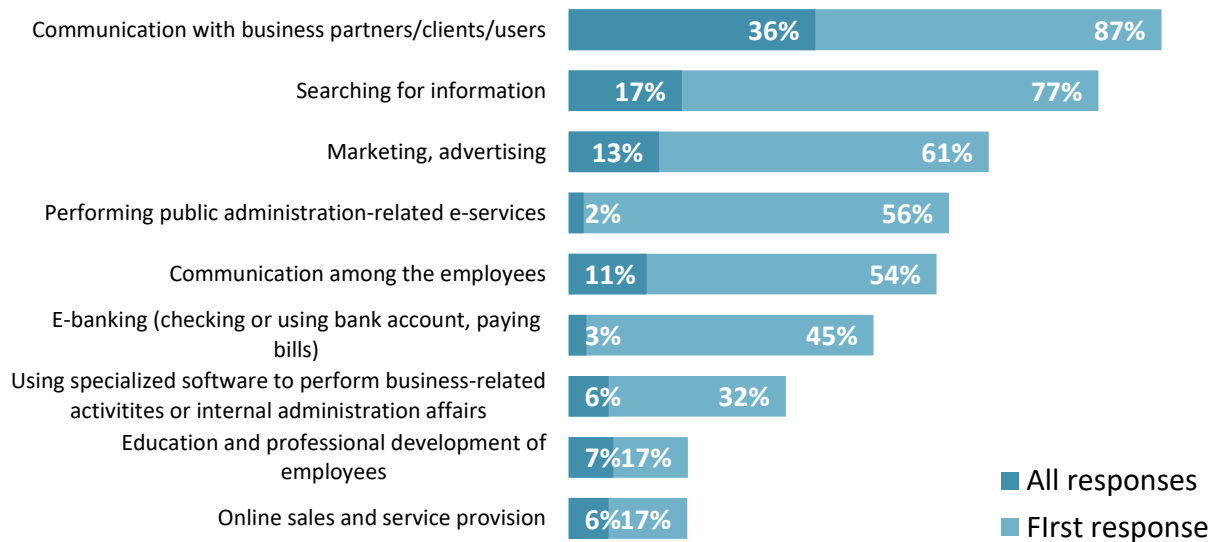 Communication with business partners/clients/users 36% 87%
Searching for information 17% 77%
Marketing, advertising 13% 61%
Performing public administration-related e-services 2% 56%
Communication among the employees 11% 54%
E-banking (checking or using bank account, paying
bills) 3% 45%
Using specialized software to perform business-related
activitites or internal administration affairs 6% 32%
Education and professional development of
employees 7% 17%
Online sales and service provision 6% 17%
All responses
FIrst response